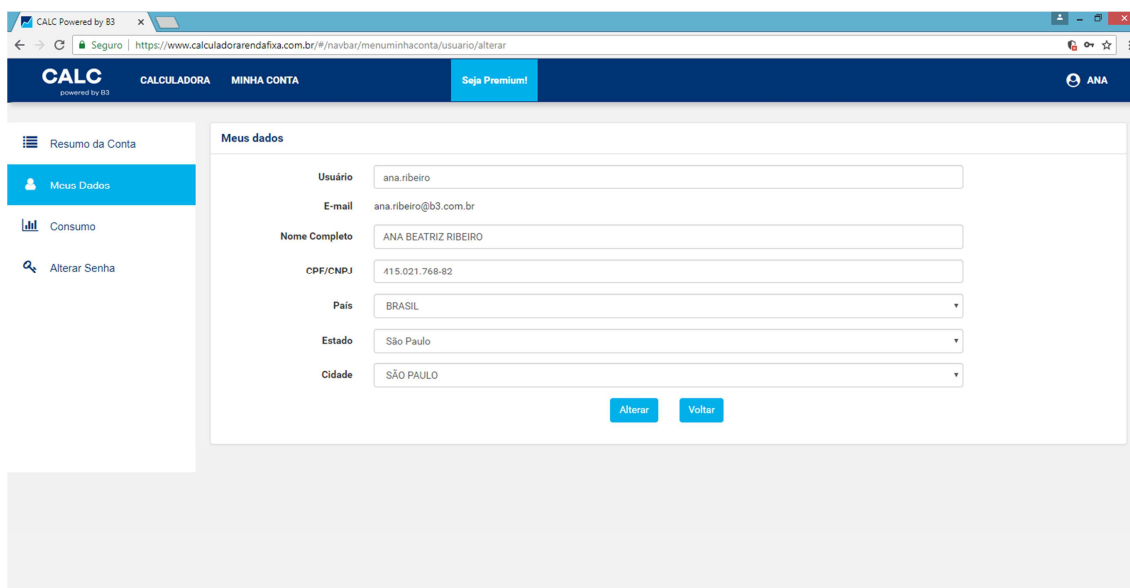 CALC Powered by B3
Seguro | https://www.calculadorarendafixa.com.br/#/navbar/menuminhaconta/usuario/alterar
CALC
powered by B3
CALCULADORA MINHA CONTA Seja Premium! ANA
Resumo da Conta
Meus Dados
Consumo
Alterar Senha
Meus dados
Usuário ana.ribeiro
E-mail ana.ribeiro@b3.com.br
Nome Completo ANA BEATRIZ RIBEIRO
CPF/CNPJ 415.021.768-82
País BRASIL
Estado São Paulo
Cidade SÃO PAULO
Alterar Voltar